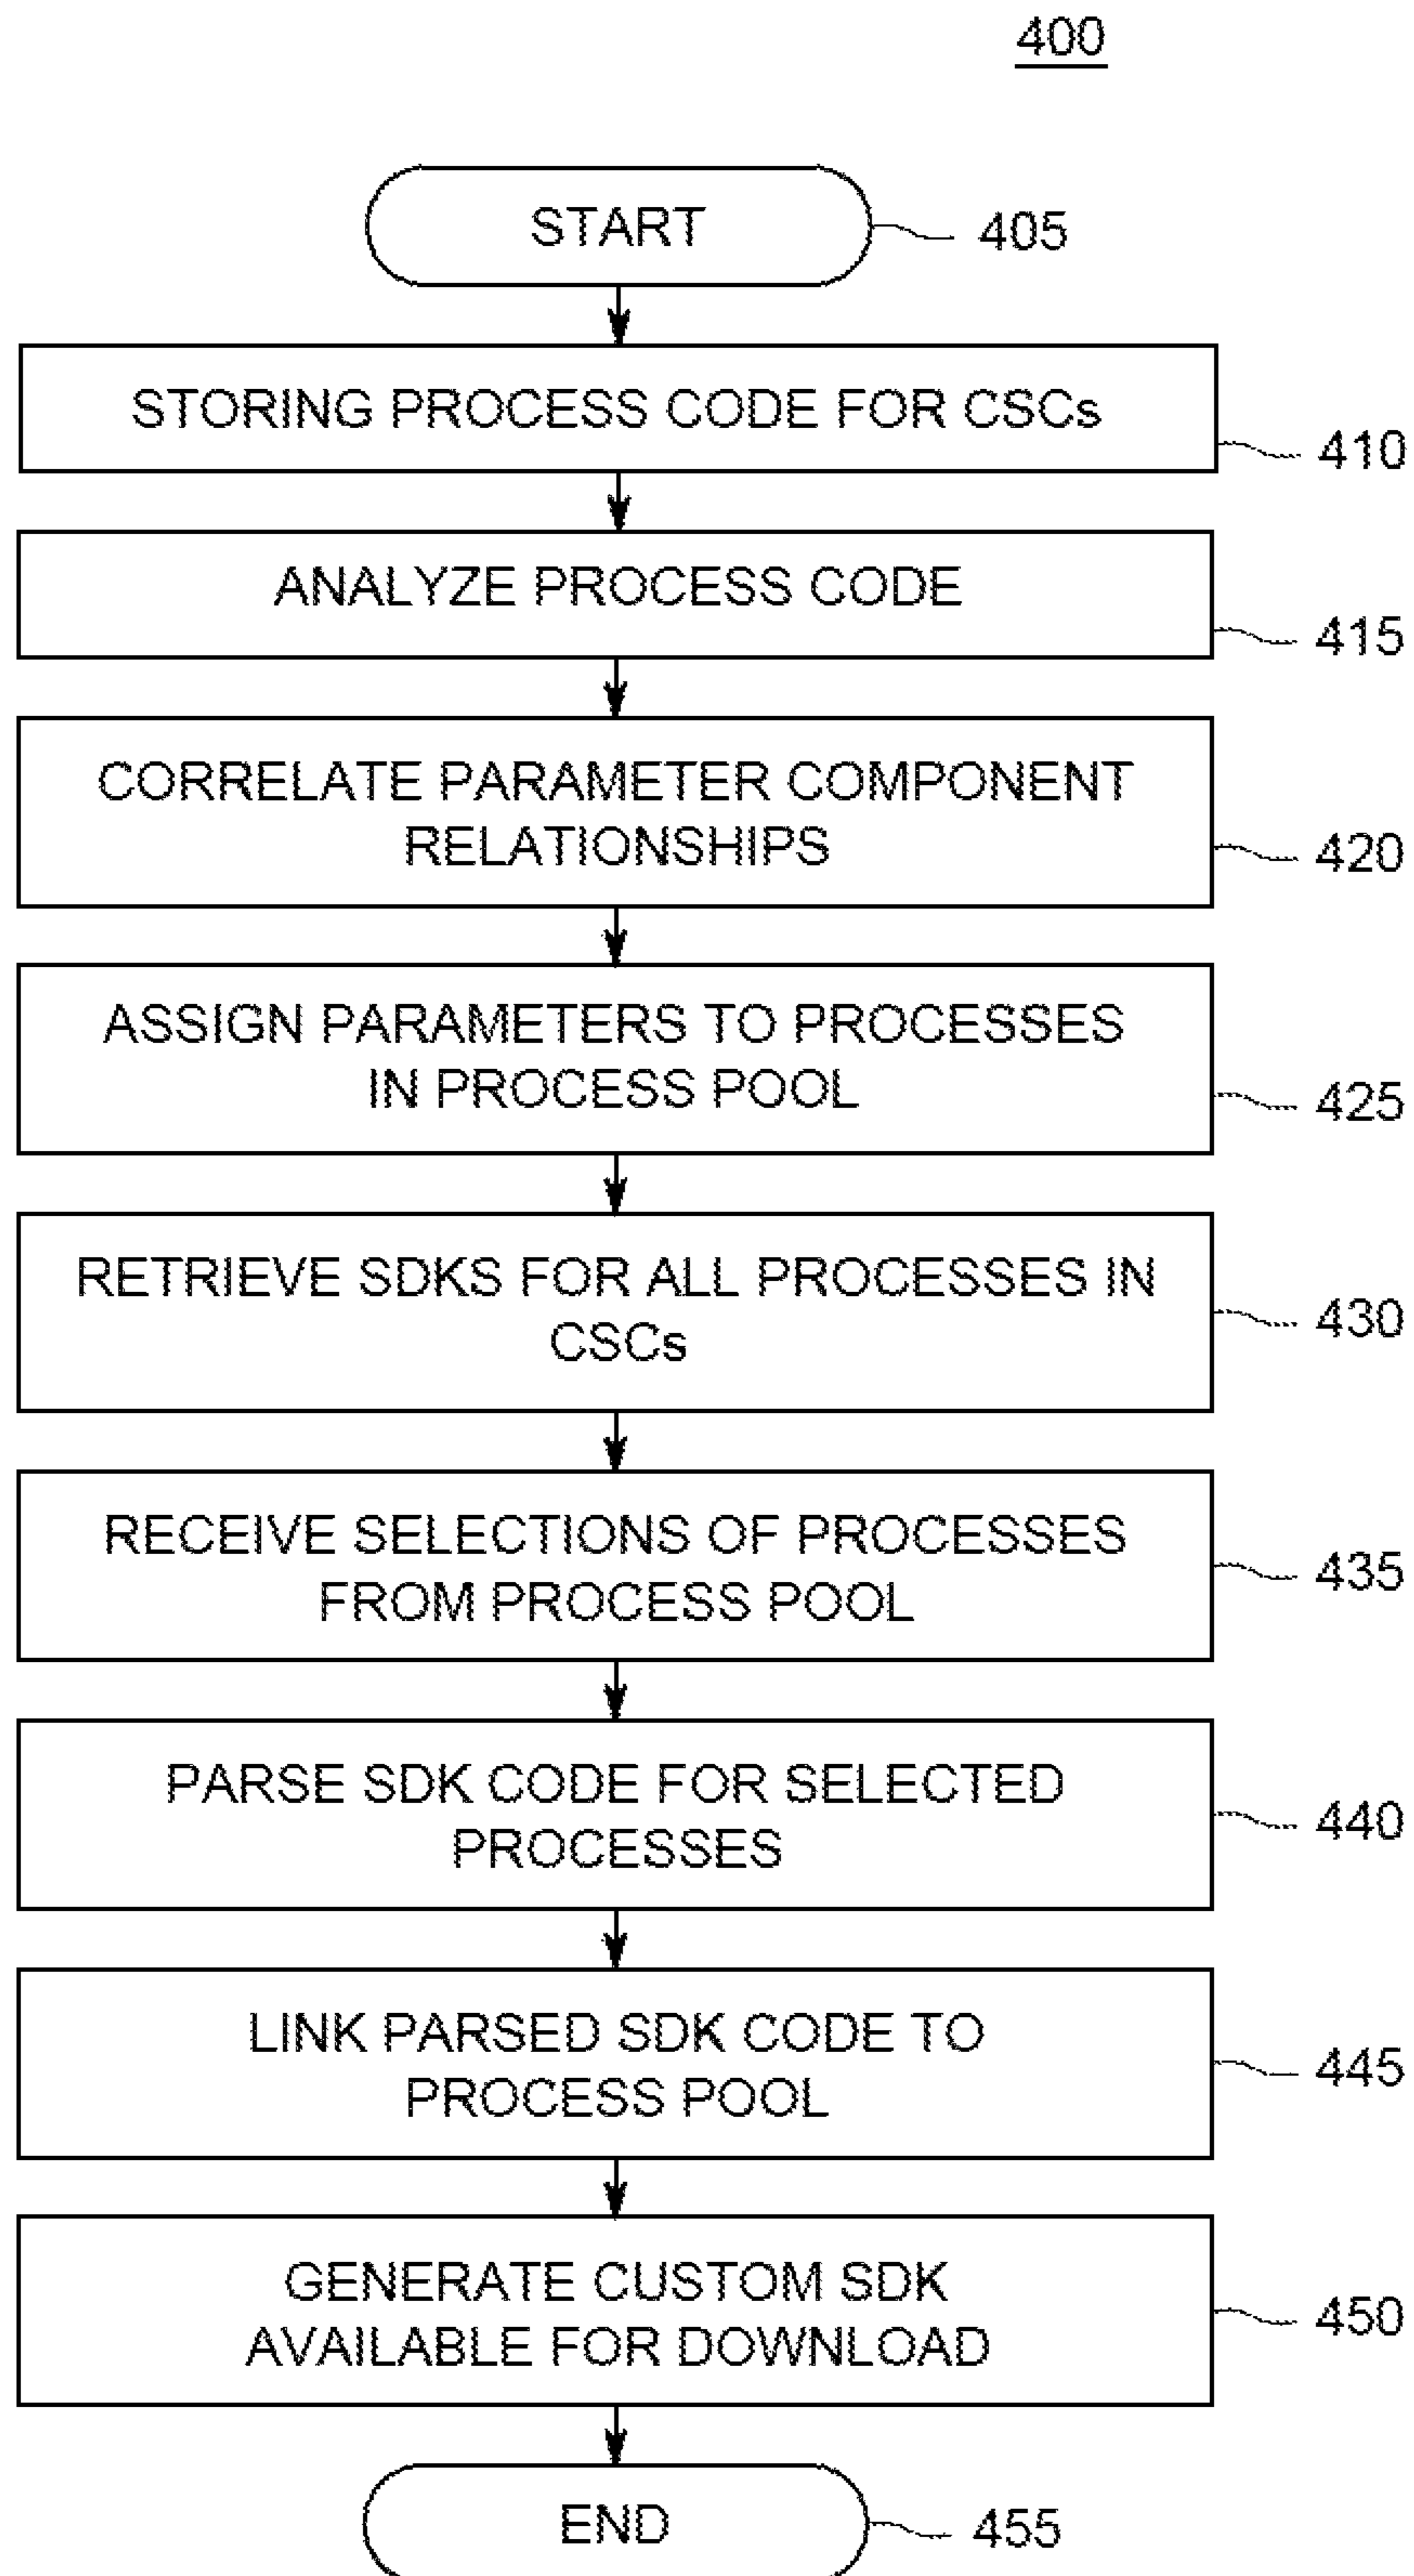 400
START
405
STORING PROCESS CODE FOR CSCs
410
ANALYZE PROCESS CODE
415
CORRELATE PARAMETER COMPONENT
RELATIONSHIPS
420
ASSIGN PARAMETERS TO PROCESSES
IN PROCESS POOL
425
RETRIEVE SDKS FOR ALL PROCESSES IN
CSCs
430
RECEIVE SELECTIONS OF PROCESSES
FROM PROCESS POOL
435
PARSE SDK CODE FOR SELECTED
PROCESSES
440
LINK PARSED SDK CODE TO
PROCESS POOL
445
GENERATE CUSTOM SDK
AVAILABLE FOR DOWNLOAD
450
END
455